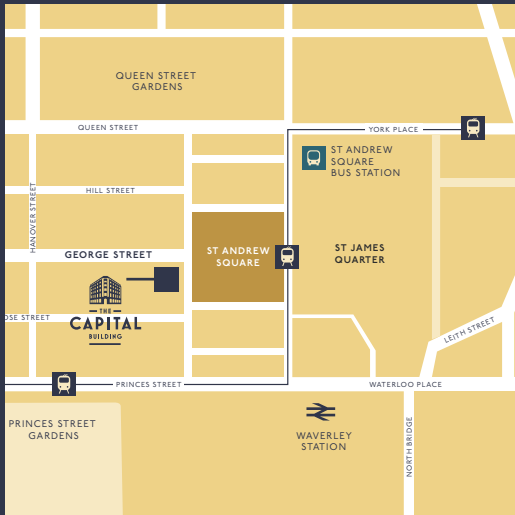 QUEEN STREET
GARDENS
QUEEN STREET
YORK PLACE
ST ANDREW
SQUARE
BUS STATION
HILL STREET
HANOVER STREET
GEORGE STREET
ST ANDREW
SQUARE
ST JAMES
QUARTER
THE
CAPITAL
BUILDING
OSE STREET
LEITH STREET
PRINCES STREET
WATERLOO PLACE
PRINCES STREET
GARDENS
WAVERLEY
STATION
NORTH BRIDGE